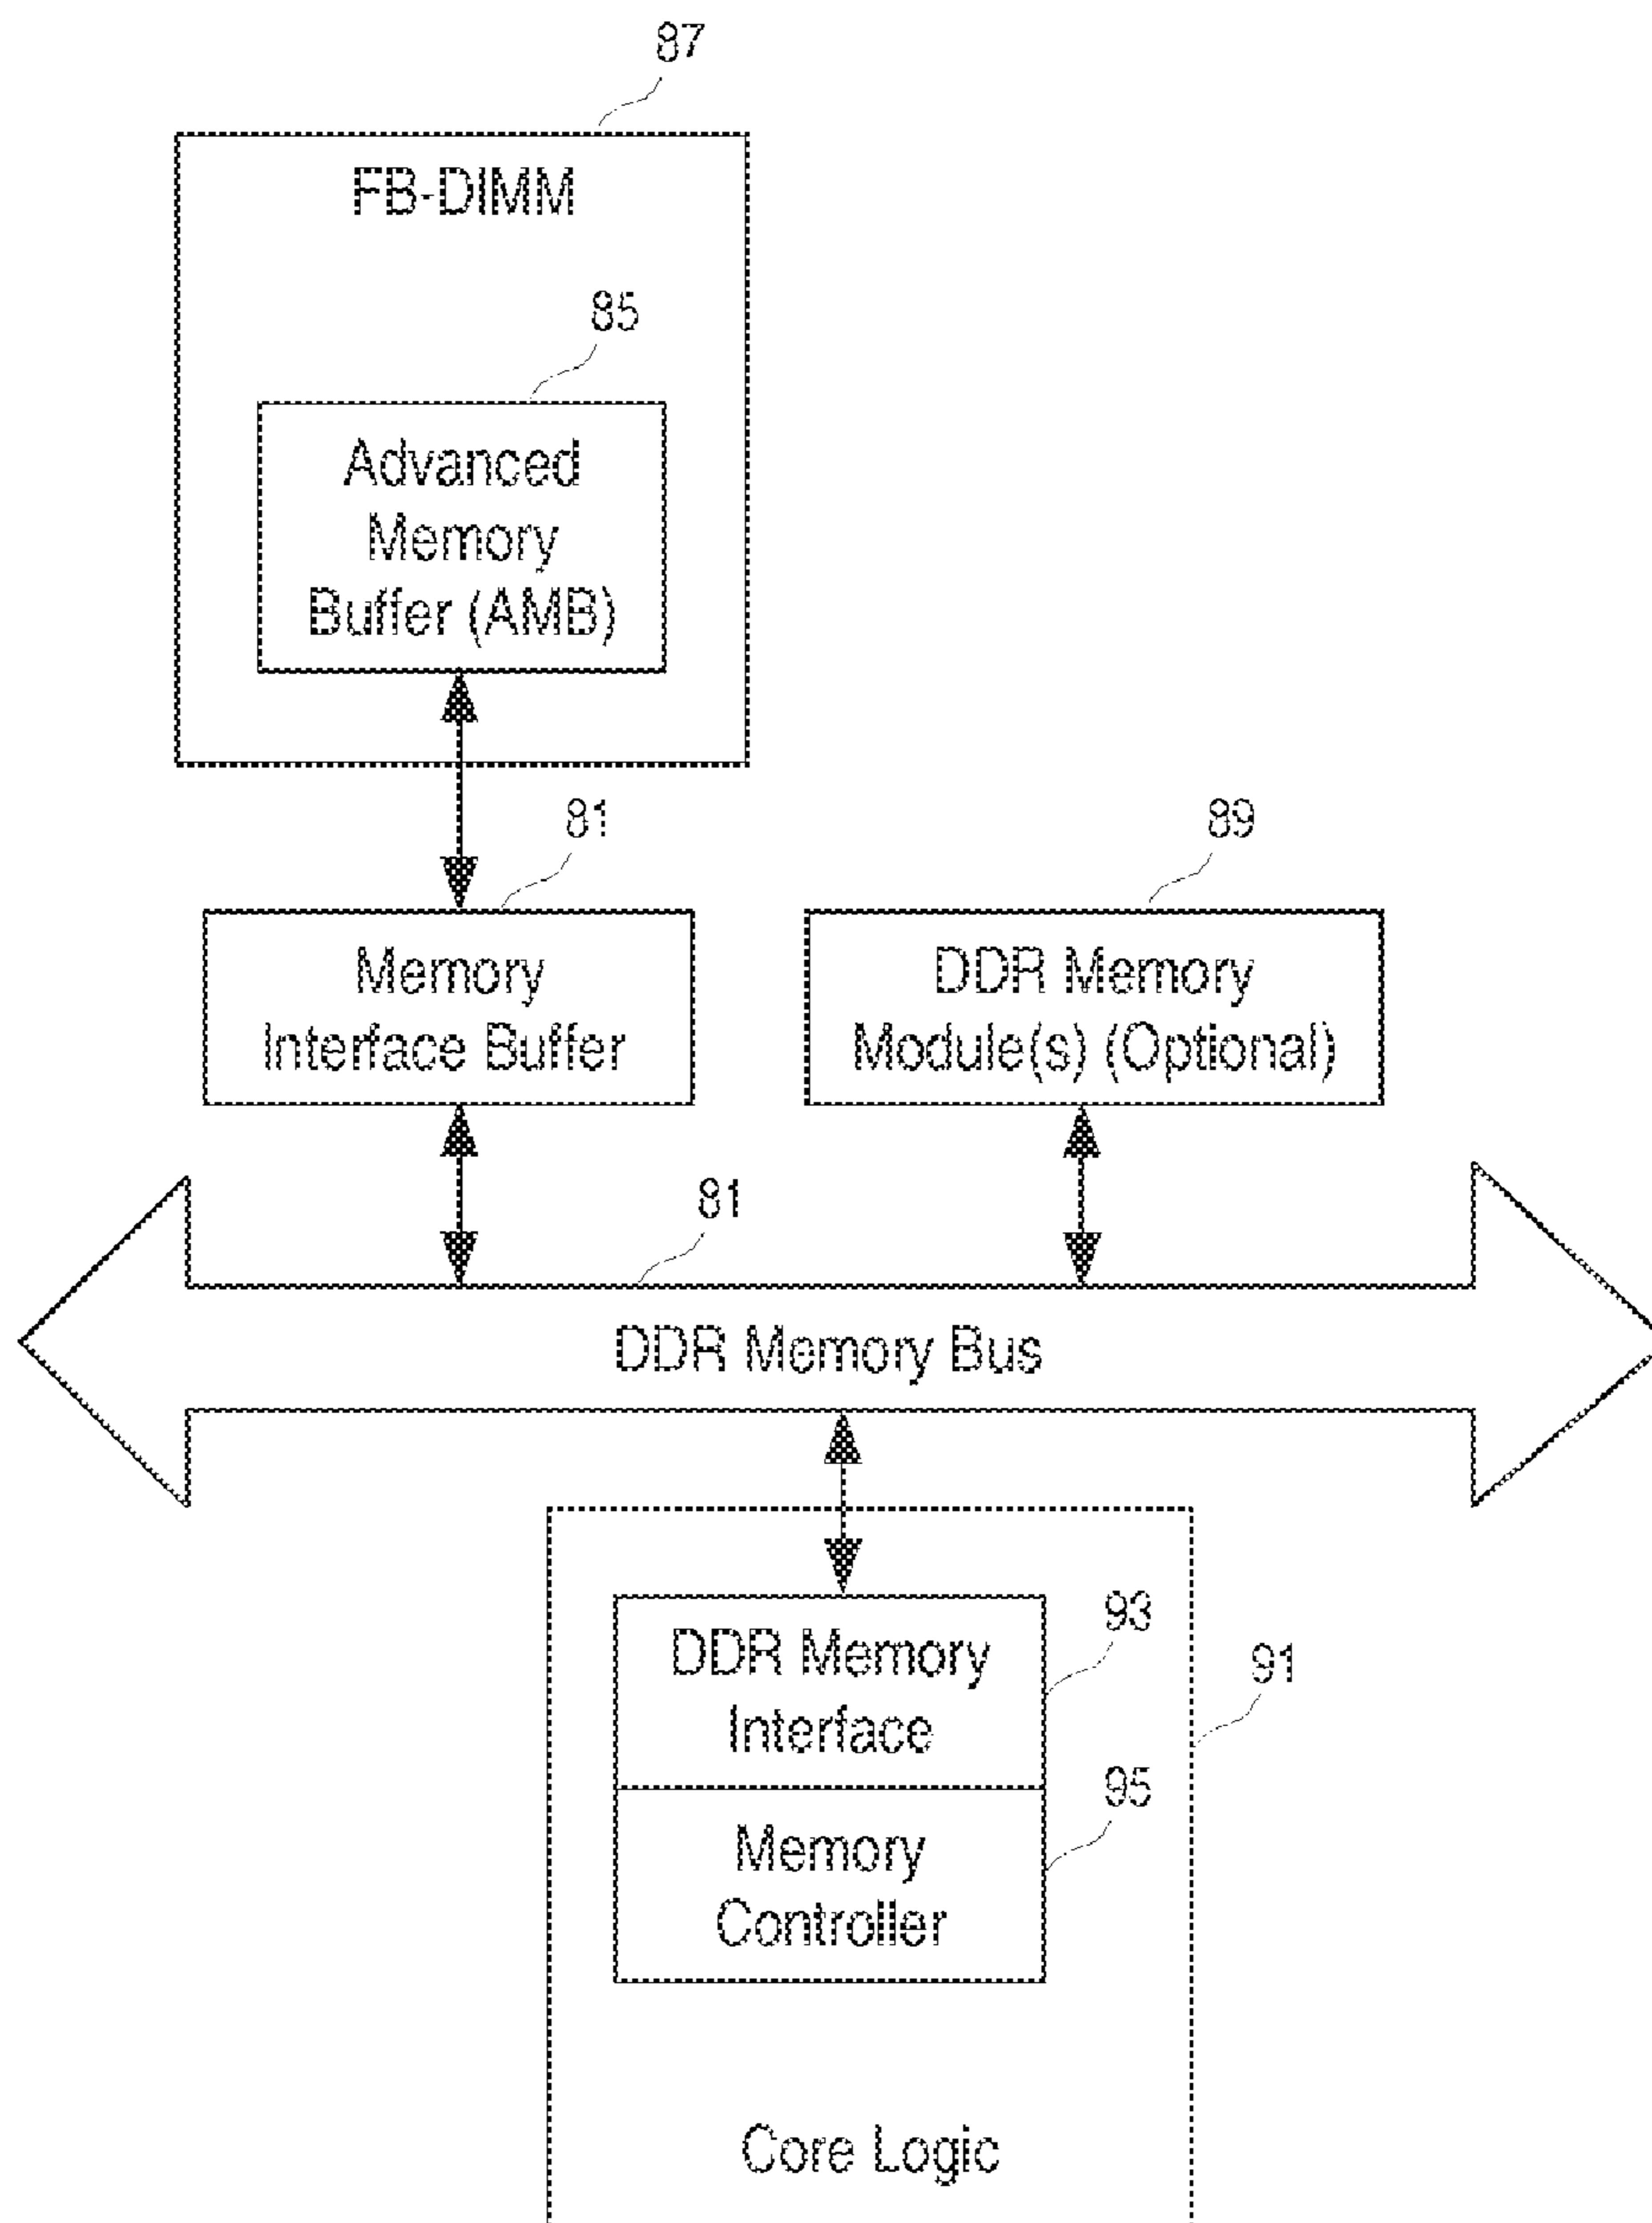 87
FB-DIMM
85
Advanced
Memory
Buffer (AMB)
81
89
Memory
Interface Buffer
DDR Memory
Module(s) (Optional)
81
DDR Memory Bus
93
DDR Memory
Interface
91
95
Memory
Controller
Core Logic